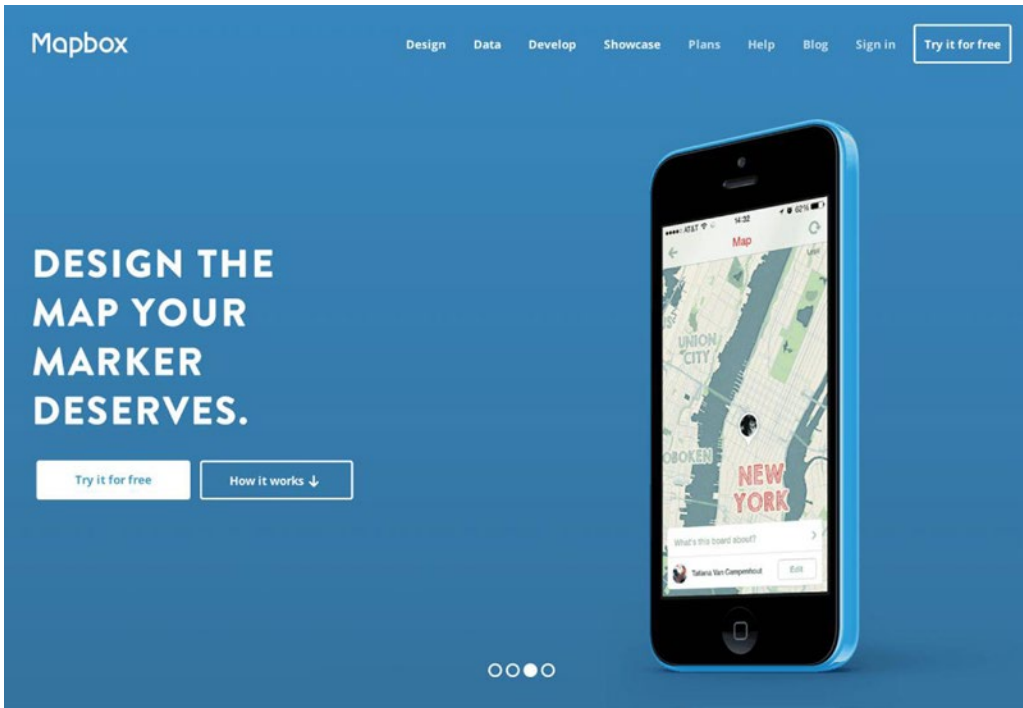 Mapbox
Design Data Develop Showcase Plans Help Blog Sign in Try it for free
DESIGN THE
MAP YOUR
MARKER
DESERVES.
Try it for free How it works ↓
AT&T 14:32 62%
Map
UNION
CITY
HOBOKEN
NEW
YORK
What's this board about?
Tatiana Van Campenhout Edit